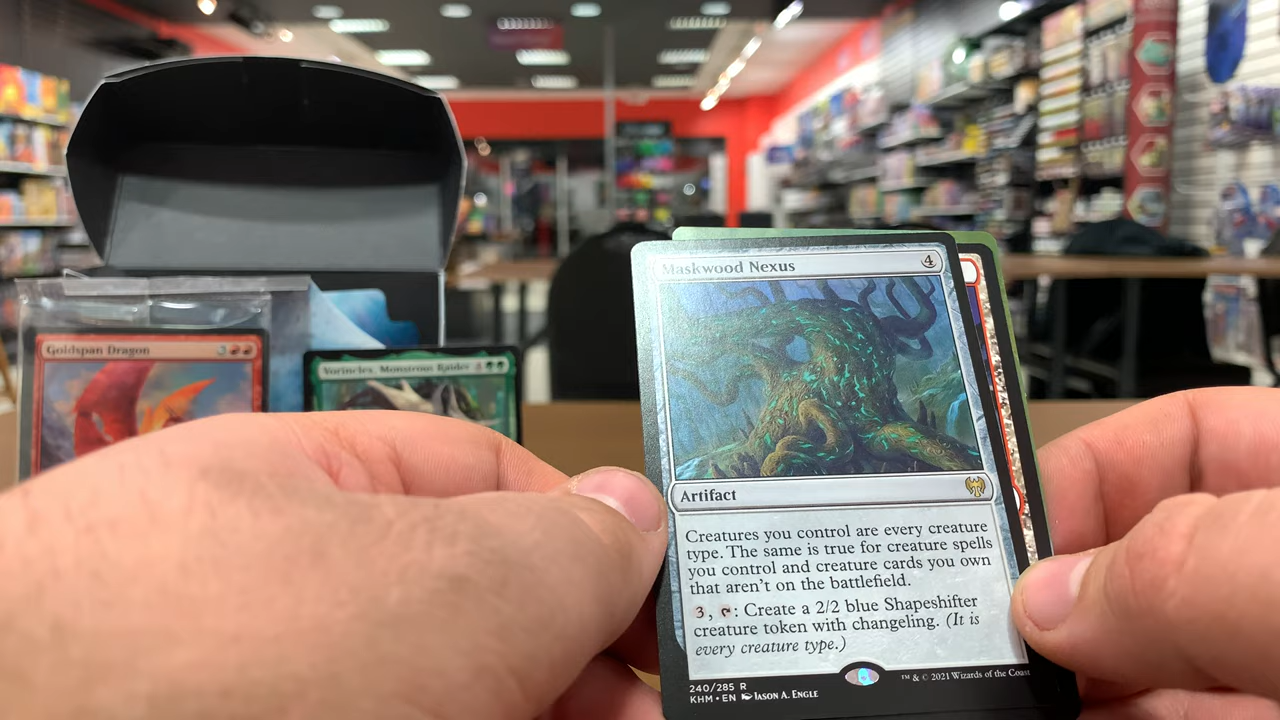 Goldspan Dragon 3
Vorinclex, Monstrous Raider 4
Maskwood Nexus 4
Artifact
Creatures you control are every creature
type. The same is true for creature spells
you control and creature cards you own
that aren't on the battlefield.
3, : Create a 2/2 blue Shapeshifter
creature token with changeling. (It is
every creature type.)
240/285 R
KHM • EN Jason A. Engle
™ & © 2021 Wizards of the Coast